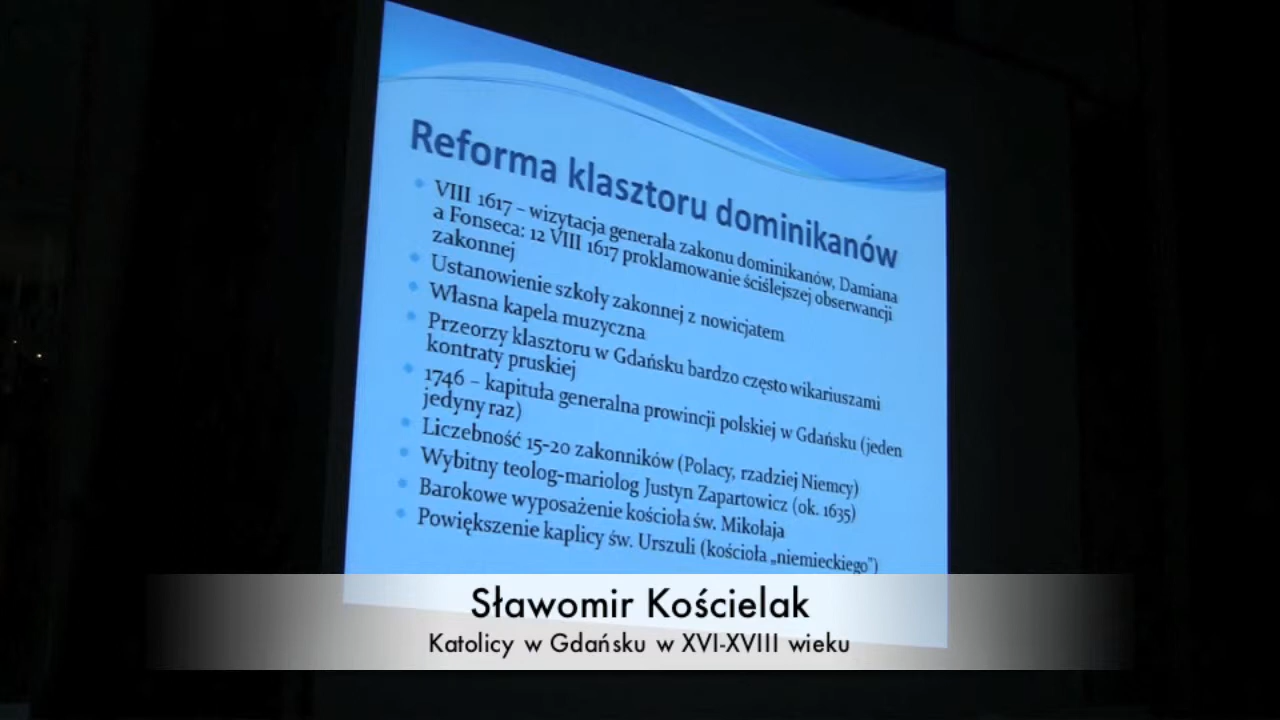 Reforma klasztoru dominikanów
VIII 1617 – wizytacja generała zakonu dominikanów, Damiana
a Fonseca: 12 VIII 1617 proklamowanie ściślejszej obserwancji
zakonnej
Ustanowienie szkoły zakonnej z nowicjatem
Własna kapela muzyczna
Przeorzy klasztoru w Gdańsku bardzo często wikariuszami
kontraty pruskiej
1746 – kapituła generalna prowincji polskiej w Gdańsku (jeden
jedyny raz)
Liczebność 15-20 zakonników (Polacy, rzadziej Niemcy)
Wybitny teolog-mariolog Justyn Zapartowicz (ok. 1635)
Barokowe wyposażenie kościoła św. Mikołaja
Powiększenie kaplicy św. Urszuli (kościoła „niemieckiego”)
Sławomir Kościelak
Katolicy w Gdańsku w XVI-XVIII wieku